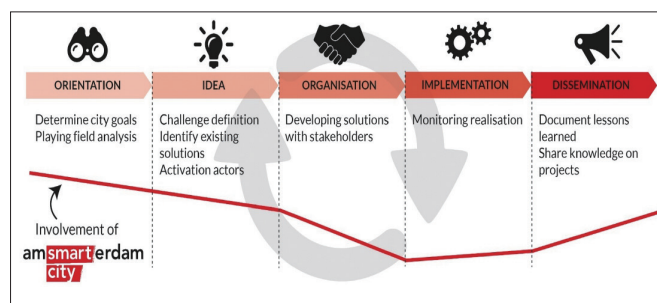 ORIENTATION
IDEA
ORGANISATION
IMPLEMENTATION
DISSEMINATION
Determine city goals
Playing field analysis
Challenge definition
Identify existing
solutions
Activation actors
Developing solutions
with stakeholders
Monitoring realisation
Document lessons
learned
Share knowledge on
projects
Involvement of
amsmarterdam
city